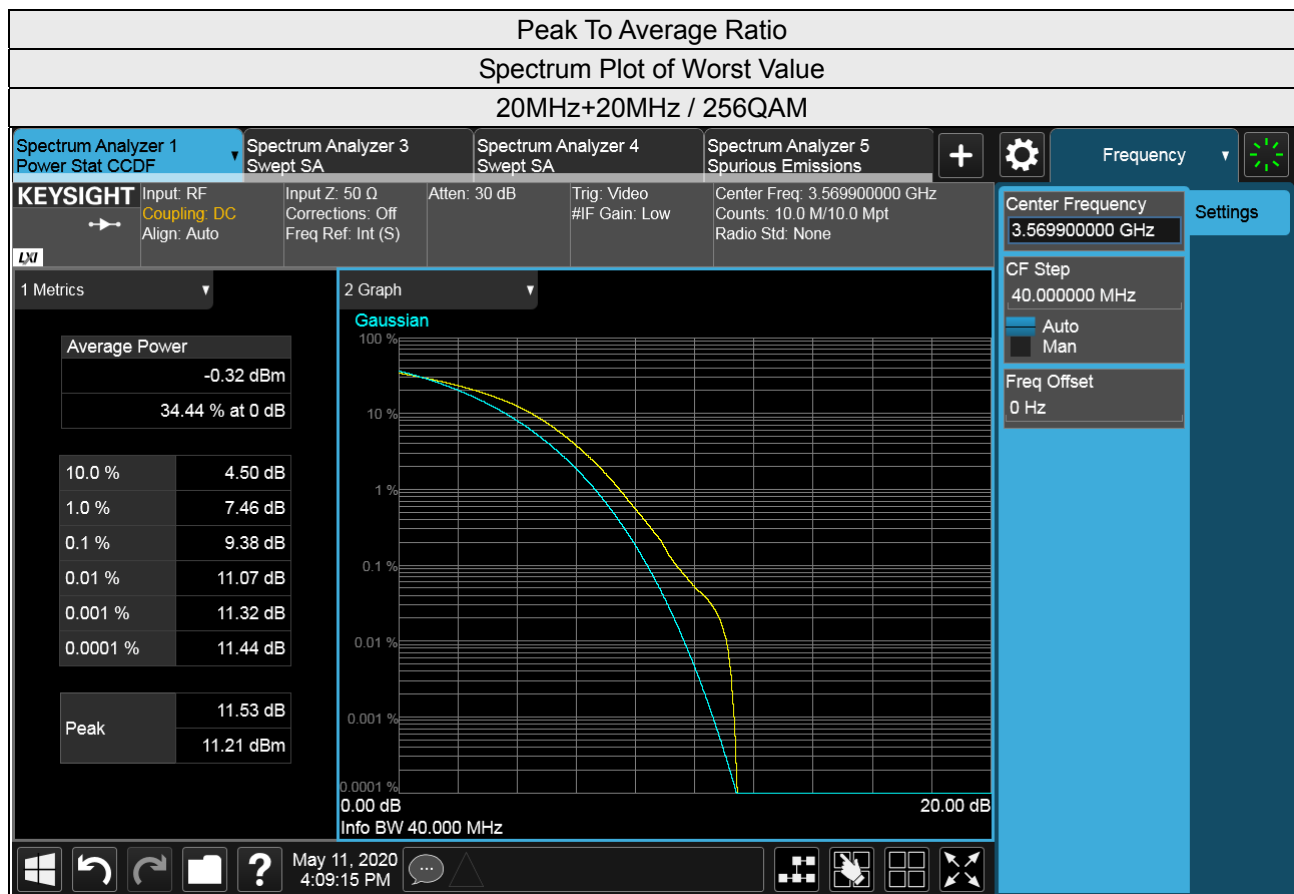 Peak To Average Ratio
Spectrum Plot of Worst Value
20MHz+20MHz / 256QAM
Spectrum Analyzer 1
Power Stat CCDF
Spectrum Analyzer 3
Swept SA
Spectrum Analyzer 4
Swept SA
Spectrum Analyzer 5
Spurious Emissions
Frequency
KEYSIGHT
LXI
Input: RF
Coupling: DC
Align: Auto
Input Z: 50 Ω
Corrections: Off
Freq Ref: Int (S)
Atten: 30 dB
Trig: Video
#IF Gain: Low
Center Freq: 3.569900000 GHz
Counts: 10.0 M/10.0 Mpt
Radio Std: None
Center Frequency
3.569900000 GHz
Settings
CF Step
40.000000 MHz
Auto
Man
Freq Offset
0 Hz
1 Metrics
Average Power
-0.32 dBm
34.44 % at 0 dB
10.0 % 4.50 dB
1.0 % 7.46 dB
0.1 % 9.38 dB
0.01 % 11.07 dB
0.001 % 11.32 dB
0.0001 % 11.44 dB
Peak 11.53 dB
11.21 dBm
2 Graph
Gaussian
100 %
10 %
1 %
0.1 %
0.01 %
0.001 %
0.0001 %
0.00 dB 20.00 dB
Info BW 40.000 MHz
May 11, 2020
4:09:15 PM